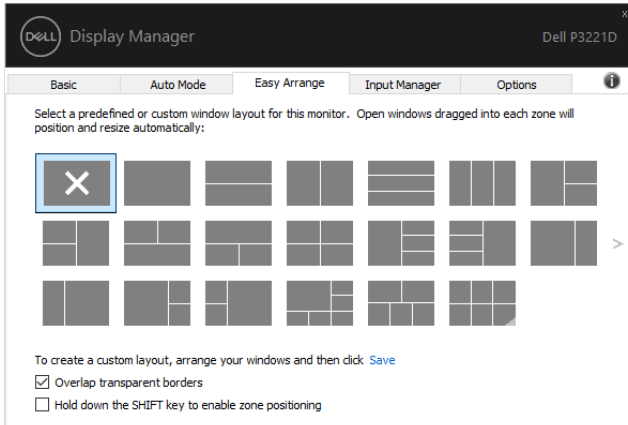 DELL Display Manager
Dell P3221D
Basic Auto Mode Easy Arrange Input Manager Options
Select a predefined or custom window layout for this monitor. Open windows dragged into each zone will
position and resize automatically:
To create a custom layout, arrange your windows and then click Save
Overlap transparent borders
Hold down the SHIFT key to enable zone positioning